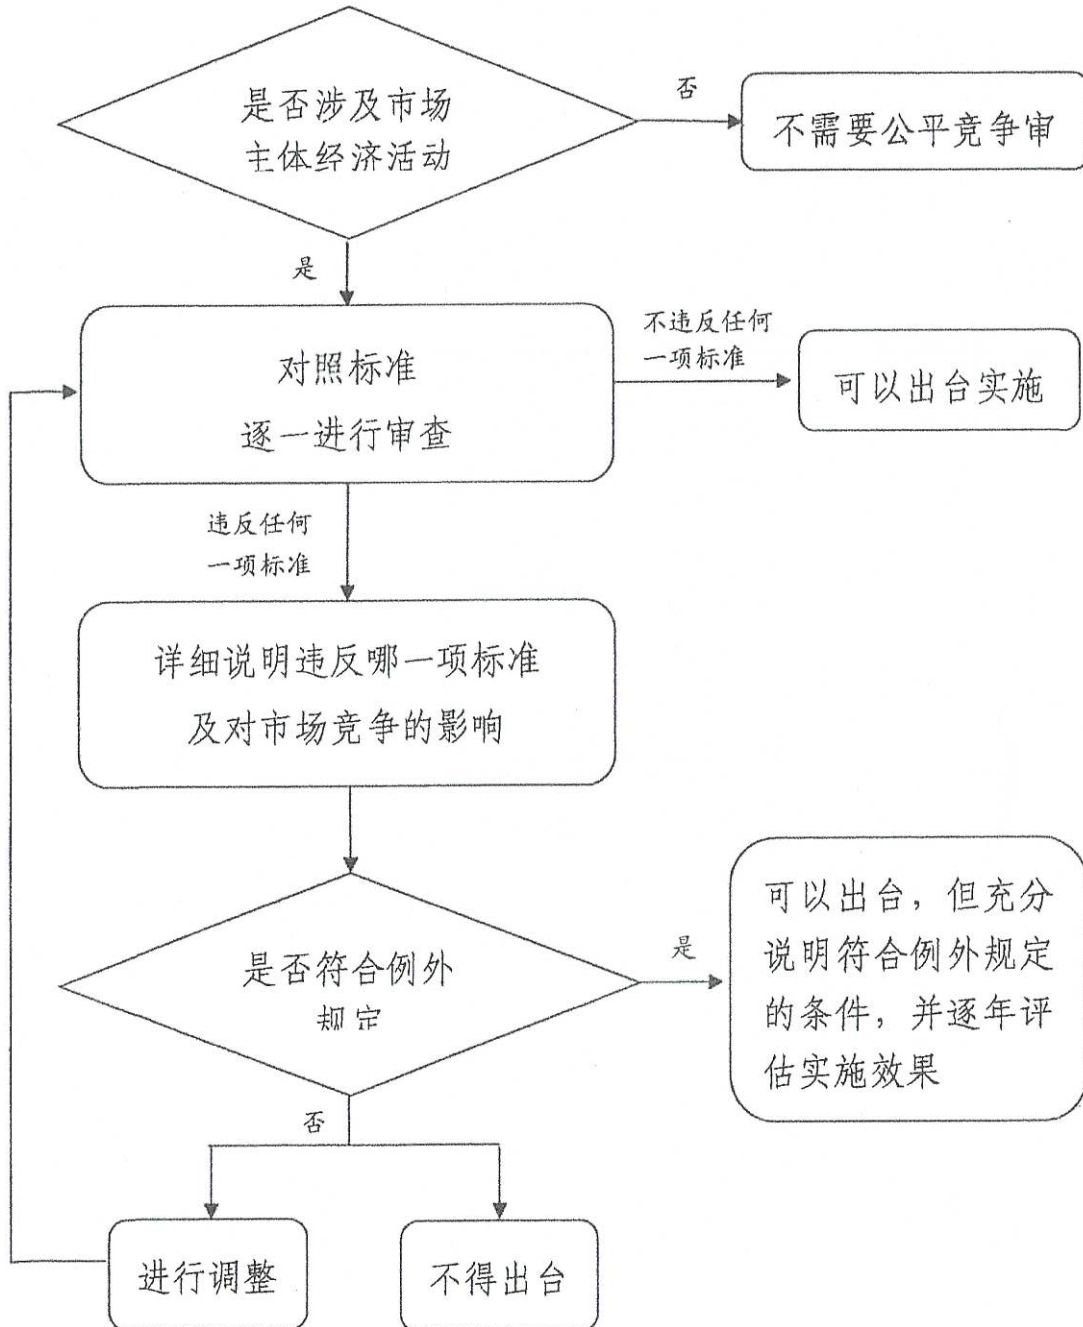 是否涉及市场
主体经济活动
否
不需要公平竞争审
是
对照标准
逐一进行审查
不违反任何
一项标准
可以出台实施
违反任何
一项标准
详细说明违反哪一项标准
及对市场竞争的影响
是否符合例外
规定
是
可以出台，但充分
说明符合例外规定
的条件，并逐年评
估实施效果
否
进行调整
不得出台